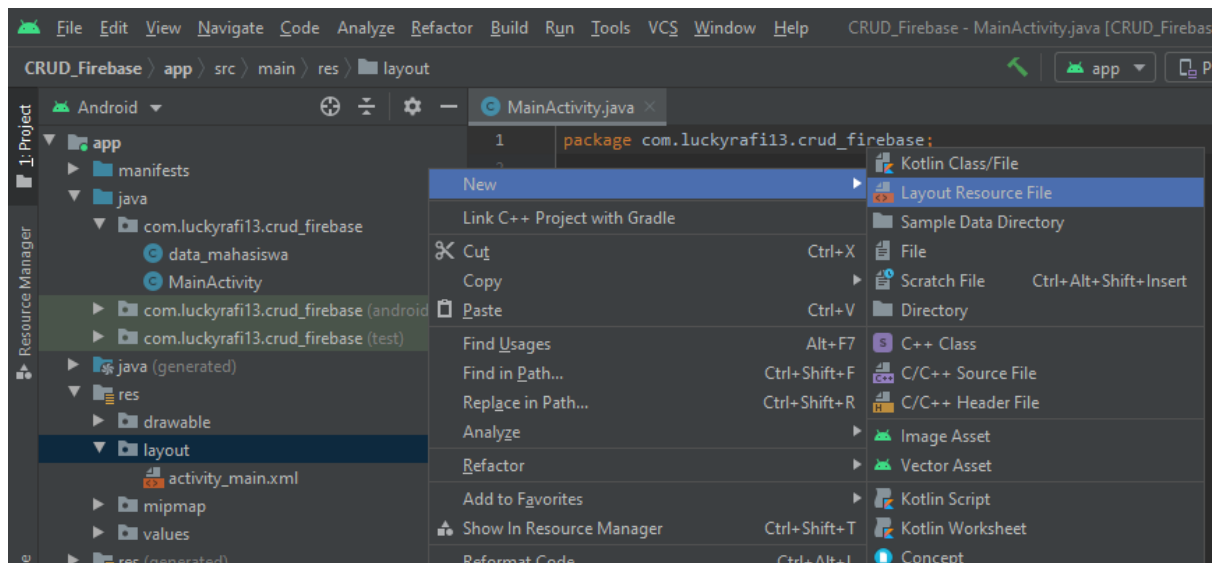 File Edit View Navigate Code Analyze Refactor Build Run Tools VCS Window Help CRUD_Firebase - MainActivity.java [CRUD_Firebas
CRUD_Firebase app src main res layout
app
Android
MainActivity.java
1: Project
Resource Manager
app
manifests
java
com.luckyrafi13.crud_firebase
data_mahasiswa
MainActivity
com.luckyrafi13.crud_firebase (android
com.luckyrafi13.crud_firebase (test)
java (generated)
res
drawable
layout
activity_main.xml
mipmap
values
res (generated)
1 package com.luckyrafi13.crud_firebase;
New
Link C++ Project with Gradle
Cut Ctrl+X
Copy
Paste Ctrl+V
Find Usages Alt+F7
Find in Path... Ctrl+Shift+F
Replace in Path... Ctrl+Shift+R
Analyze
Refactor
Add to Favorites
Show In Resource Manager Ctrl+Shift+T
Reformat Code Ctrl+Alt+L
Kotlin Class/File
Layout Resource File
Sample Data Directory
File
Scratch File Ctrl+Alt+Shift+Insert
Directory
C++ Class
C/C++ Source File
C/C++ Header File
Image Asset
Vector Asset
Kotlin Script
Kotlin Worksheet
Concept